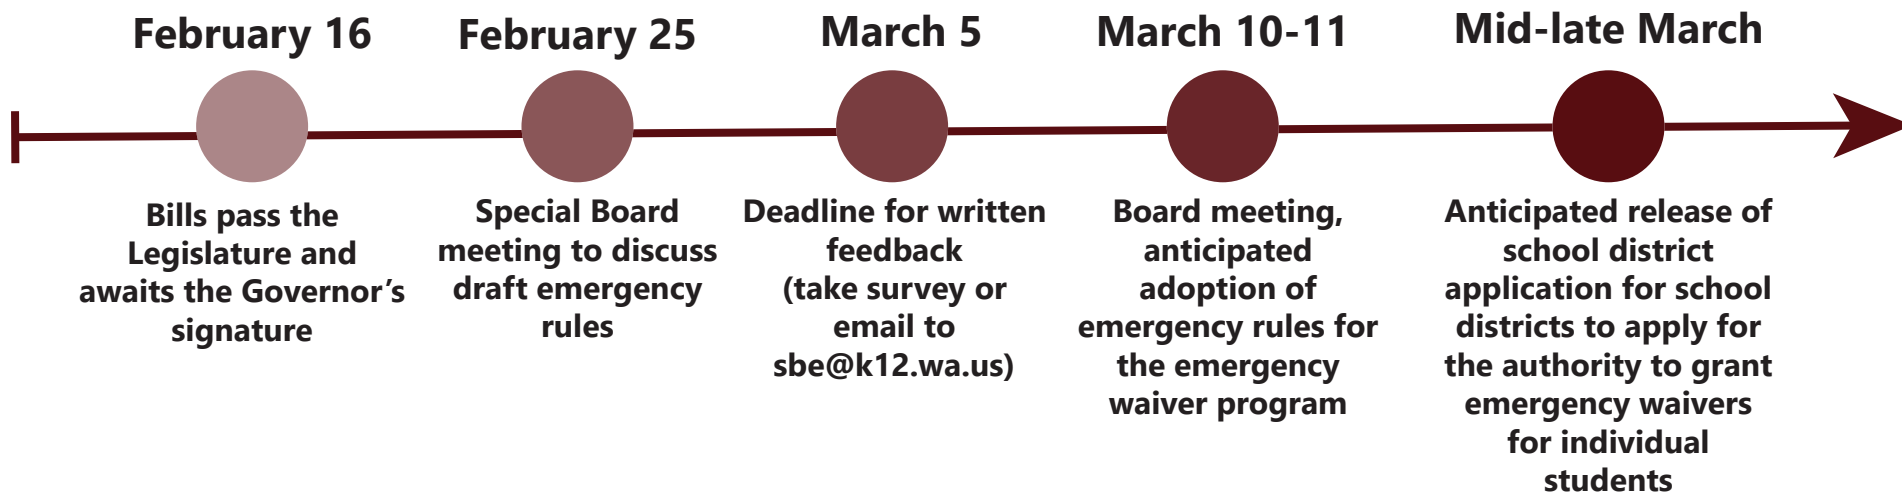 February 16
Bills pass the
Legislature and
awaits the Governor’s
signature
February 25
Special Board
meeting to discuss
draft emergency
rules
March 5
Deadline for written
feedback
(take survey or
email to
sbe@k12.wa.us)
March 10-11
Board meeting,
anticipated
adoption of
emergency rules for
the emergency
waiver program
Mid-late March
Anticipated release of
school district
application for school
districts to apply for
the authority to grant
emergency waivers
for individual
students